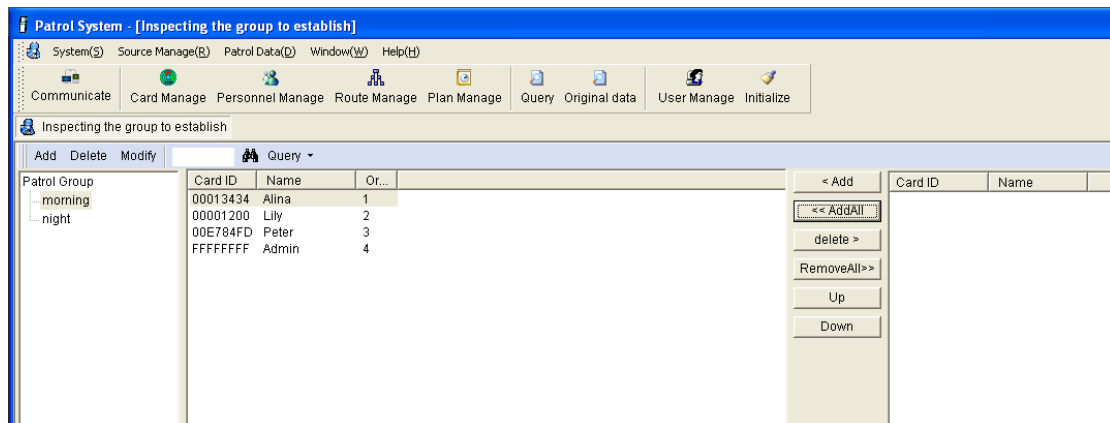 Patrol System - [Inspecting the group to establish]
System(S) Source Manage(R) Patrol Data(D) Window(W) Help(H)
Communicate Card Manage Personnel Manage Route Manage Plan Manage Query Original data User Manage Initialize
Inspecting the group to establish
Add Delete Modify Query
Patrol Group
morning
night
Card ID Name Or...
00013434 Alina 1
00001200 Lily 2
00E784FD Peter 3
FFFFFFFF Admin 4
< Add
<< AddAll
delete >
RemoveAll>>
Up
Down
Card ID Name